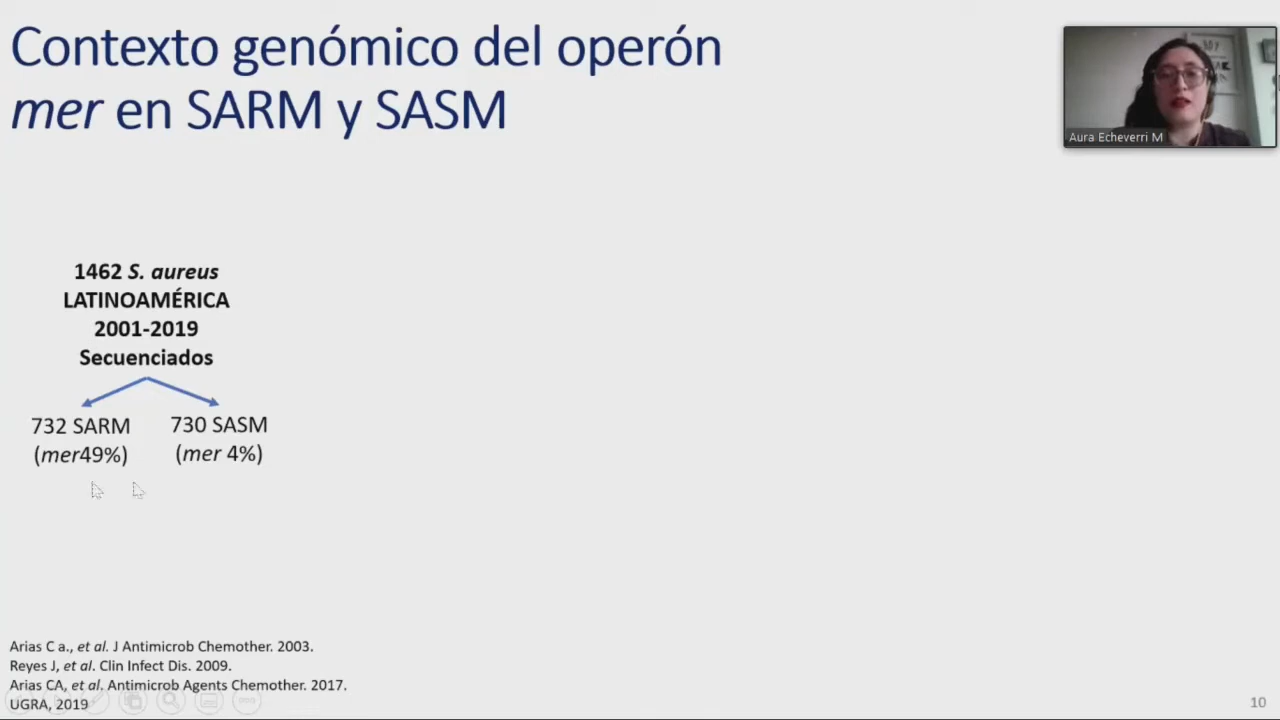 Contexto genómico del operón
mer en SARM y SASM
Aura Echeverri M
1462 S. aureus
LATINOAMÉRICA
2001-2019
Secuenciados
732 SARM
(mer49%)
730 SASM
(mer 4%)
Arias C a., et al. J Antimicrob Chemother. 2003.
Reyes J, et al. Clin Infect Dis. 2009.
Arias CA, et al. Antimicrob Agents Chemother. 2017.
UGRA, 2019
10